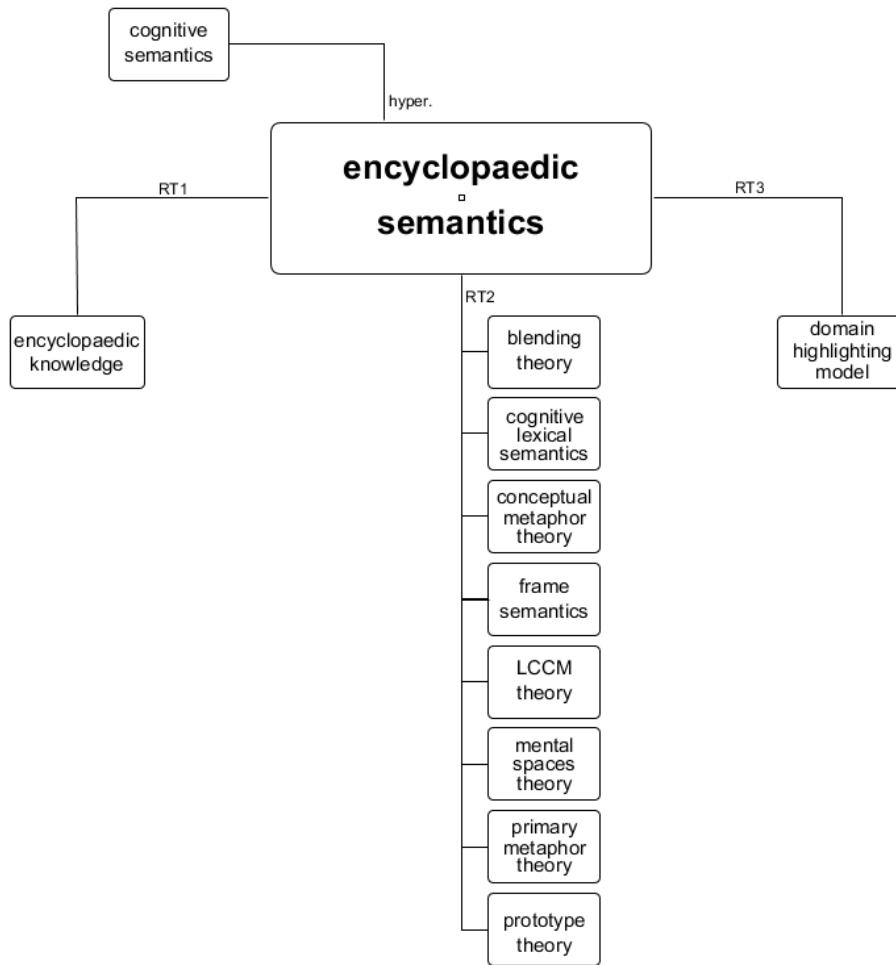 cognitive
semantics
hyper.
encyclopaedic
semantics
RT1
RT3
RT2
encyclopaedic
knowledge
domain
highlighting
model
blending
theory
cognitive
lexical
semantics
conceptual
metaphor
theory
frame
semantics
LCCM
theory
mental
spaces
theory
primary
metaphor
theory
prototype
theory